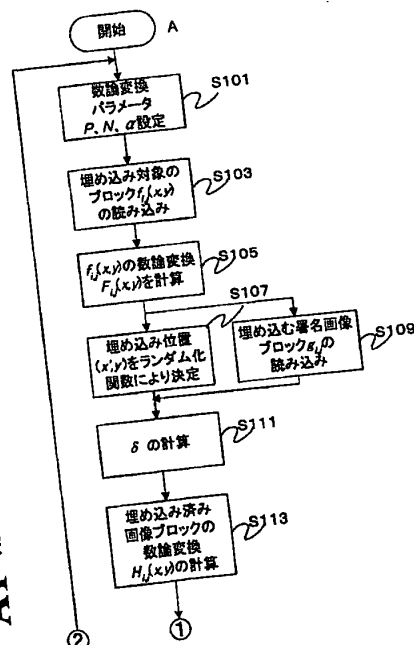 開始
A
数論変換
パラメータ
P、N、α設定
S101
埋め込み対象の
ブロックfij(x,y)
の読み込み
S103
fij(x,y)の数論変換
Fij(x,y)を計算
S105
埋め込み位置
(x',y')をランダム化
関数により決定
S107
埋め込む署名画像
ブロックgijの
読み込み
S109
δ の計算
S111
埋め込み済み
画像ブロックの
数論変換
Hij(x,y)の計算
S113
②
①